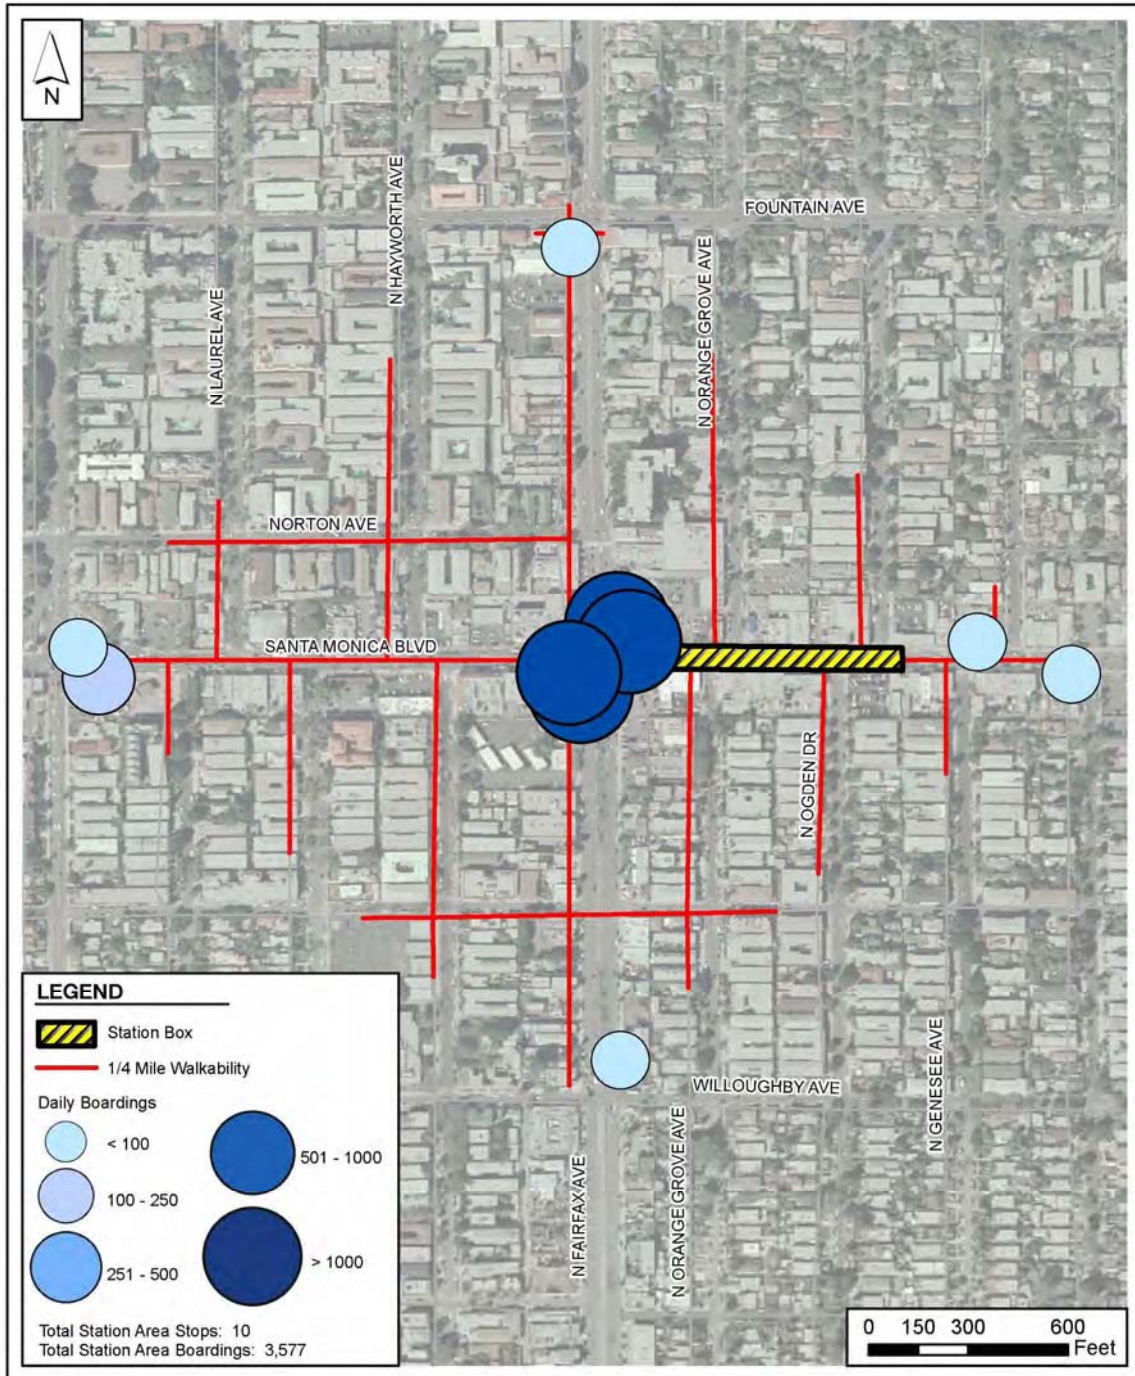 N
FOUNTAIN AVE
N HAYWORTH AVE
N ORANGE GROVE AVE
N LAUREL AVE
NORTON AVE
SANTA MONICA BLVD
N OGDEN DR
WILLOUGHBY AVE
N GENESEE AVE
N FAIRFAX AVE
N ORANGE GROVE AVE
LEGEND
Station Box
1/4 Mile Walkability
Daily Boardings
< 100
100 - 250
251 - 500
501 - 1000
> 1000
Total Station Area Stops: 10
Total Station Area Boardings: 3,577
0 150 300 600
Feet